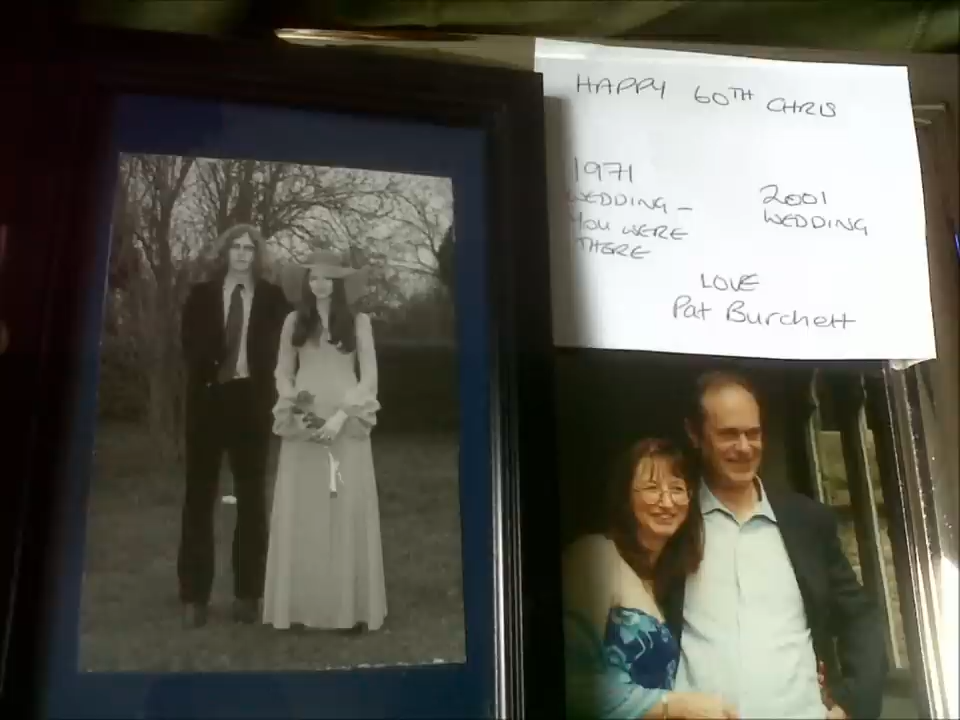 HAPPY 60TH CHRIS
1971
WEDDING -
YOU WERE
THERE
2001
WEDDING
LOVE
Pat Burchett